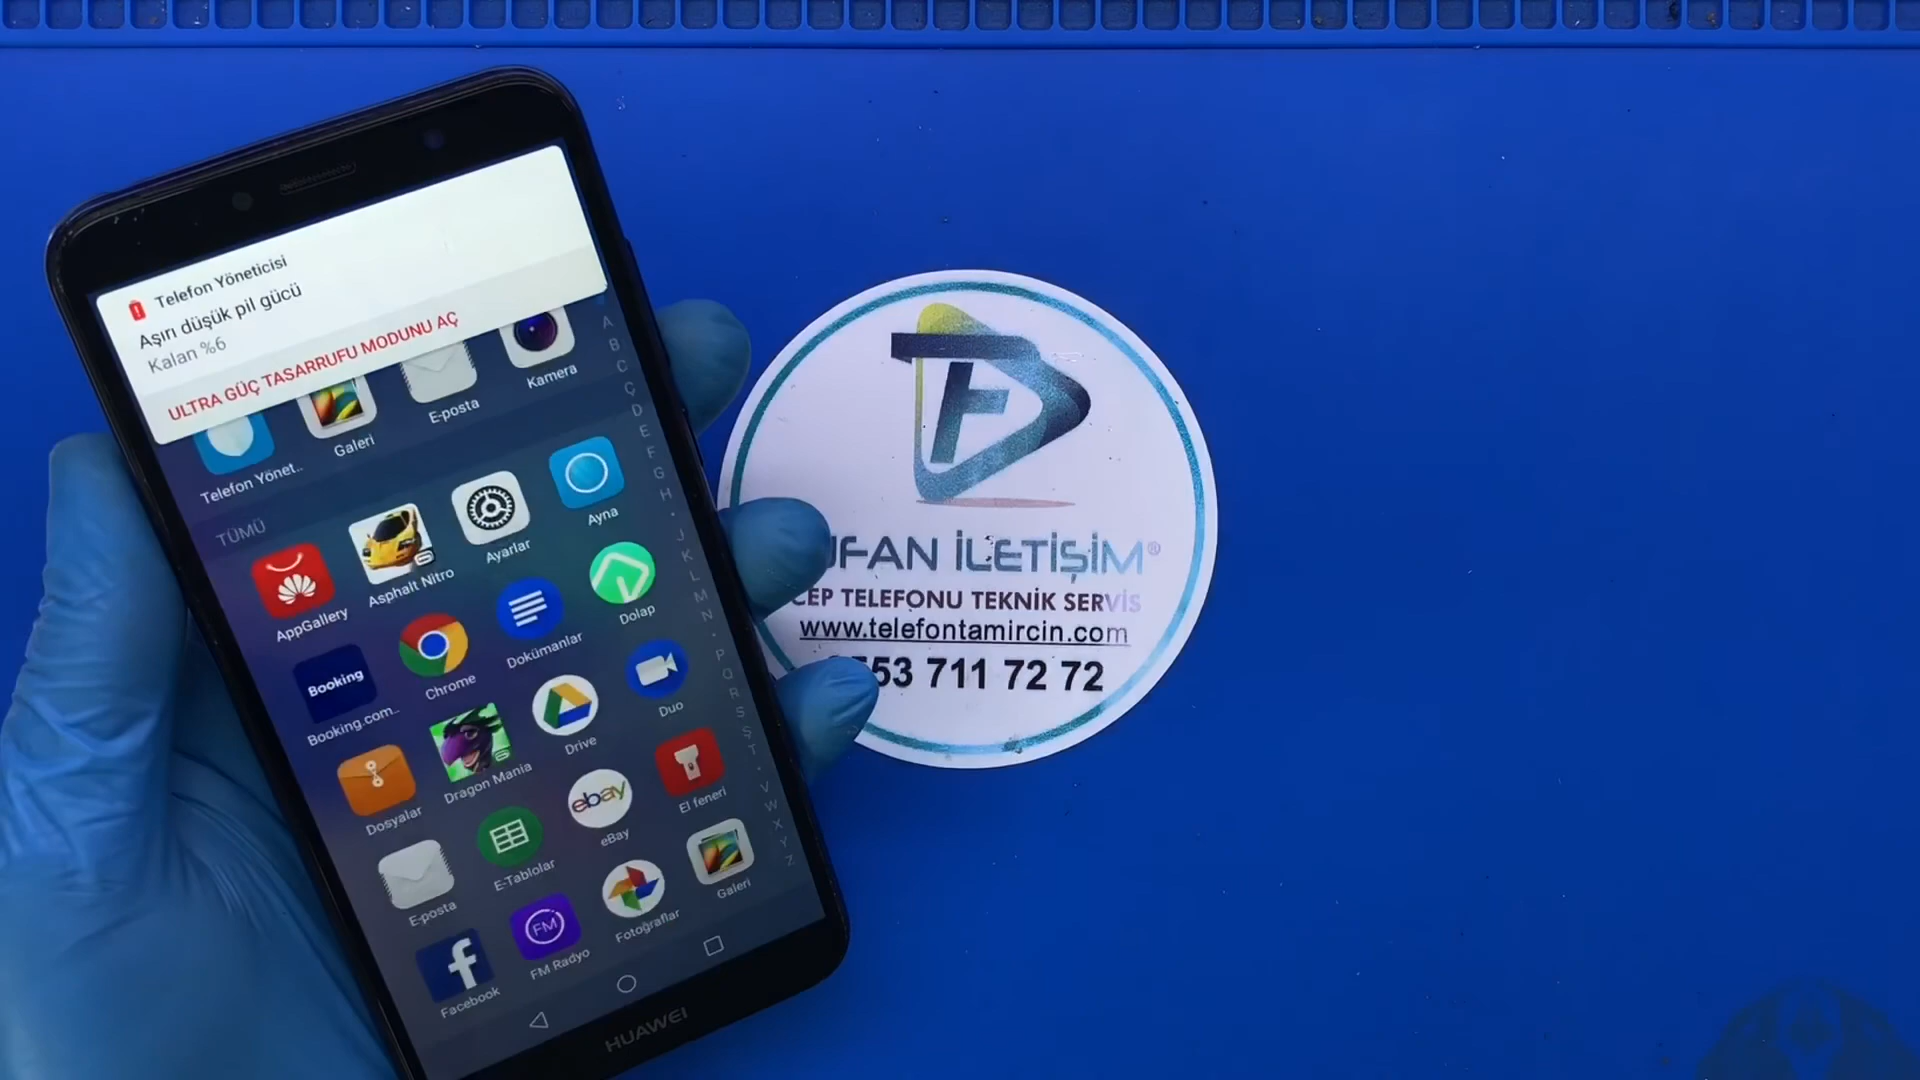 Telefon Yöneticisi
Aşırı düşük pil gücü
Kalan %6
ULTRA GÜÇ TASARRUFU MODUNU AÇ
Telefon Yönet..
Galeri
E-posta
Kamera
TÜMÜ
AppGallery
Asphalt Nitro
Ayarlar
Ayna
Booking
Booking.com..
Chrome
Dokümanlar
Dolap
Dosyalar
Dragon Mania
Drive
Duo
E-posta
E-Tablolar
ebay
eBay
El feneri
Facebook
FM
FM Radyo
Fotoğraflar
Galeri
A
B
C
Ç
D
E
F
G
H
J
K
L
M
N
P
Q
R
S
Ş
T
V
W
X
Y
Z
HUAWEI
UFAN İLETİŞİM®
CEP TELEFONU TEKNİK SERVİS
www.telefontamircin.com
53 711 72 72